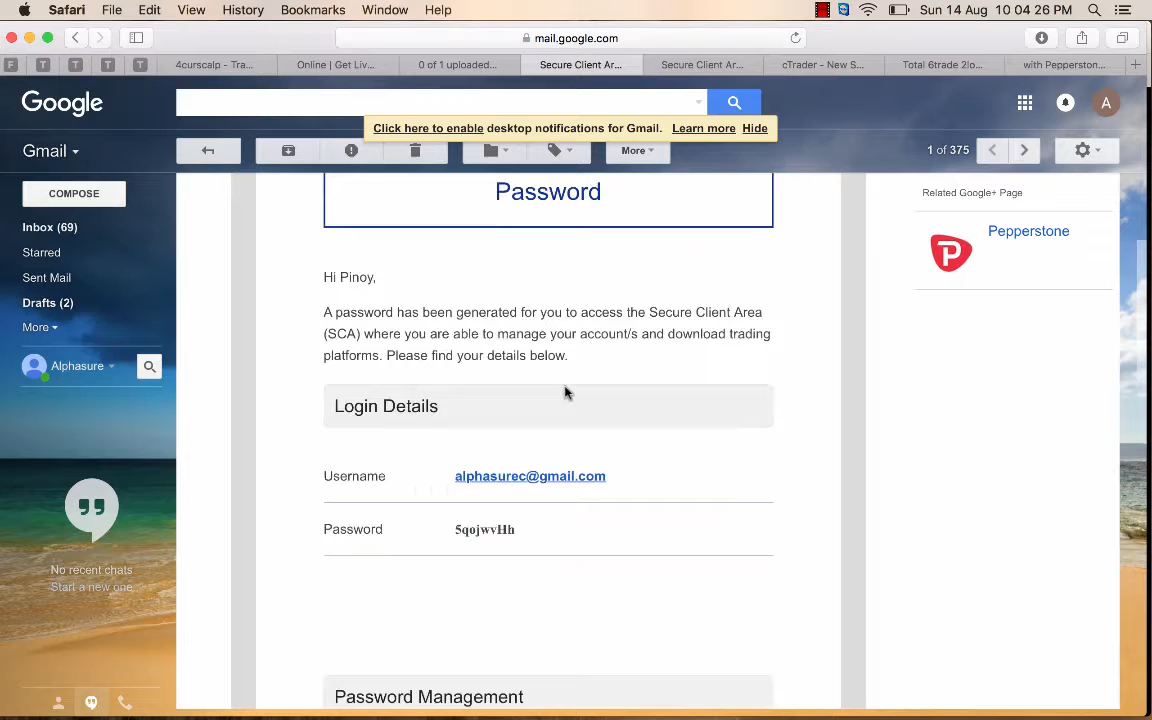 Safari File Edit View History Bookmarks Window Help Sun 14 Aug 10 04 26 PM
mail.google.com
F T T T T 4curscalp - Tra... Online | Get Liv... 0 of 1 uploaded... Secure Client Ar... Secure Client Ar... cTrader - New S... Total 6trade 2lo... with Pepperston...
Google
Click here to enable desktop notifications for Gmail. Learn more Hide
A
Gmail
More
1 of 375
COMPOSE
Inbox (69)
Starred
Sent Mail
Drafts (2)
More
Alphasure
No recent chats
Start a new one
Password
Hi Pinoy,
A password has been generated for you to access the Secure Client Area
(SCA) where you are able to manage your account/s and download trading
platforms. Please find your details below.
Login Details
Username alphasurec@gmail.com
Password 5qojwvHh
Password Management
Related Google+ Page
P
Pepperstone